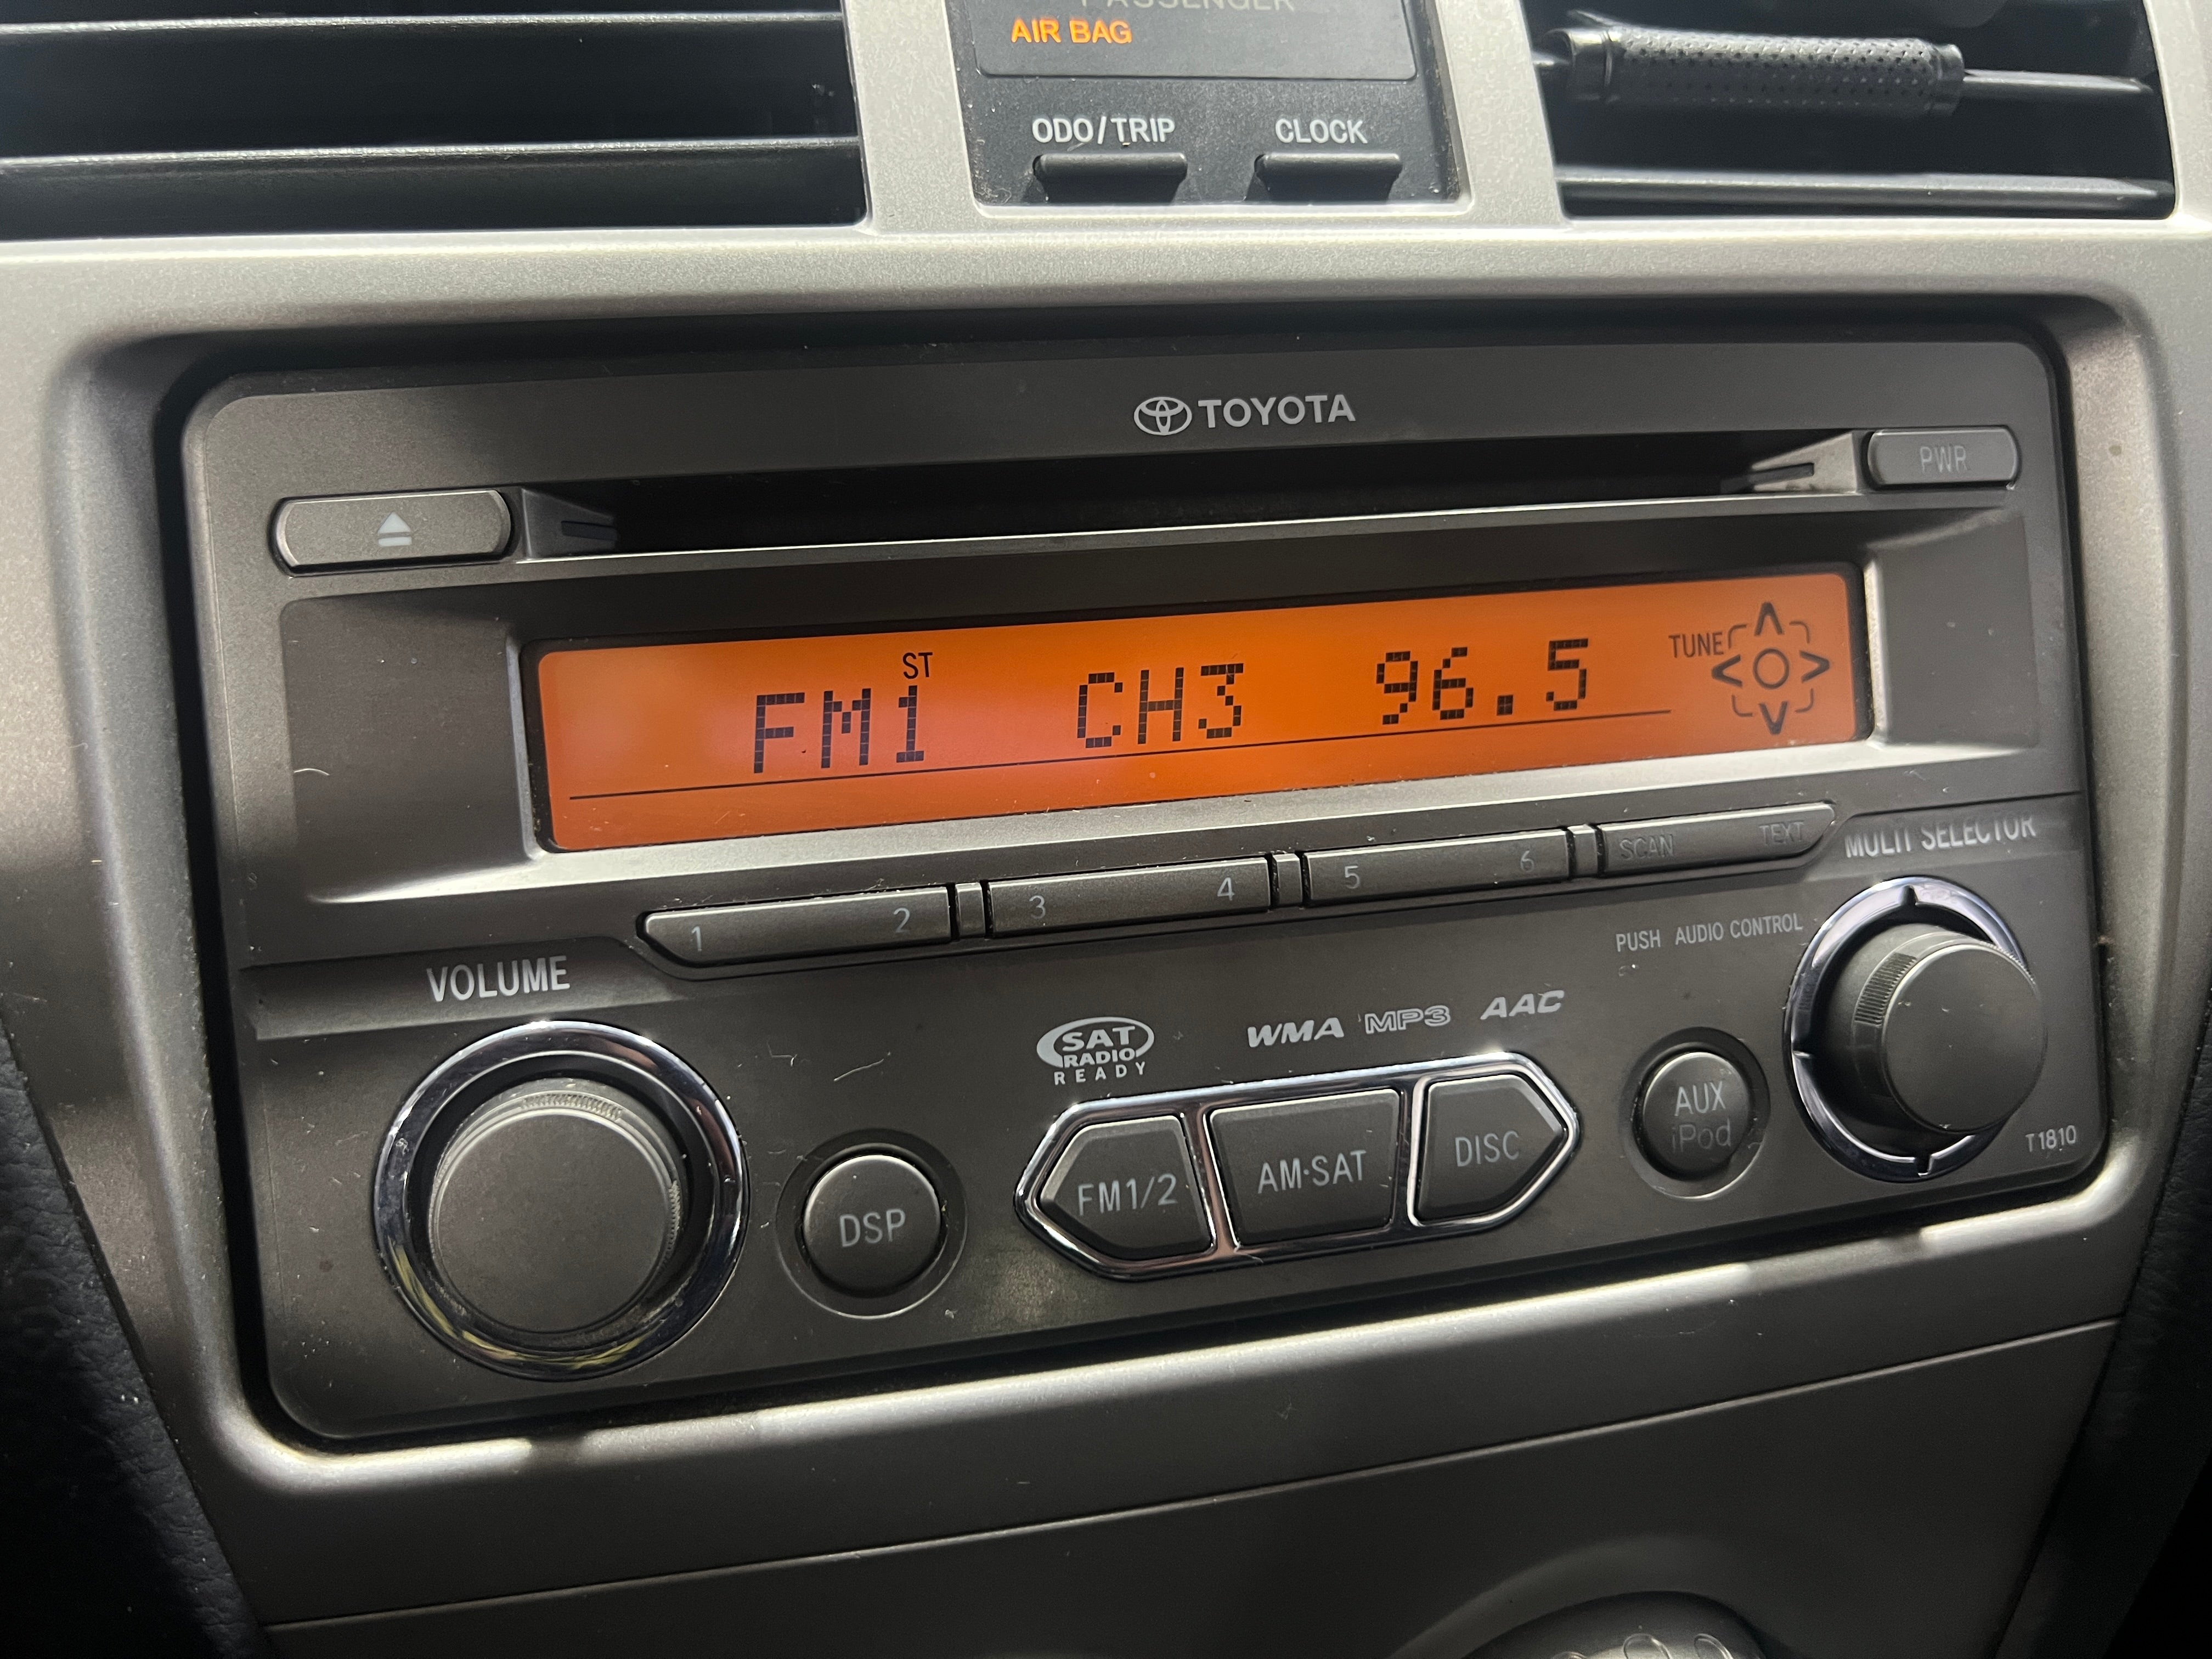 PASSENGER
AIR BAG
ODO/TRIP CLOCK
TOYOTA
PWR
ST
FM1 CH3 96.5
TUNE
1 2 3 4 5 6 SCAN TEXT
MULTI SELECTOR
VOLUME
PUSH AUDIO CONTROL
SAT
RADIO
READY
WMA MP3 AAC
DSP
FM1/2 AM·SAT DISC
AUX
iPod
T1810